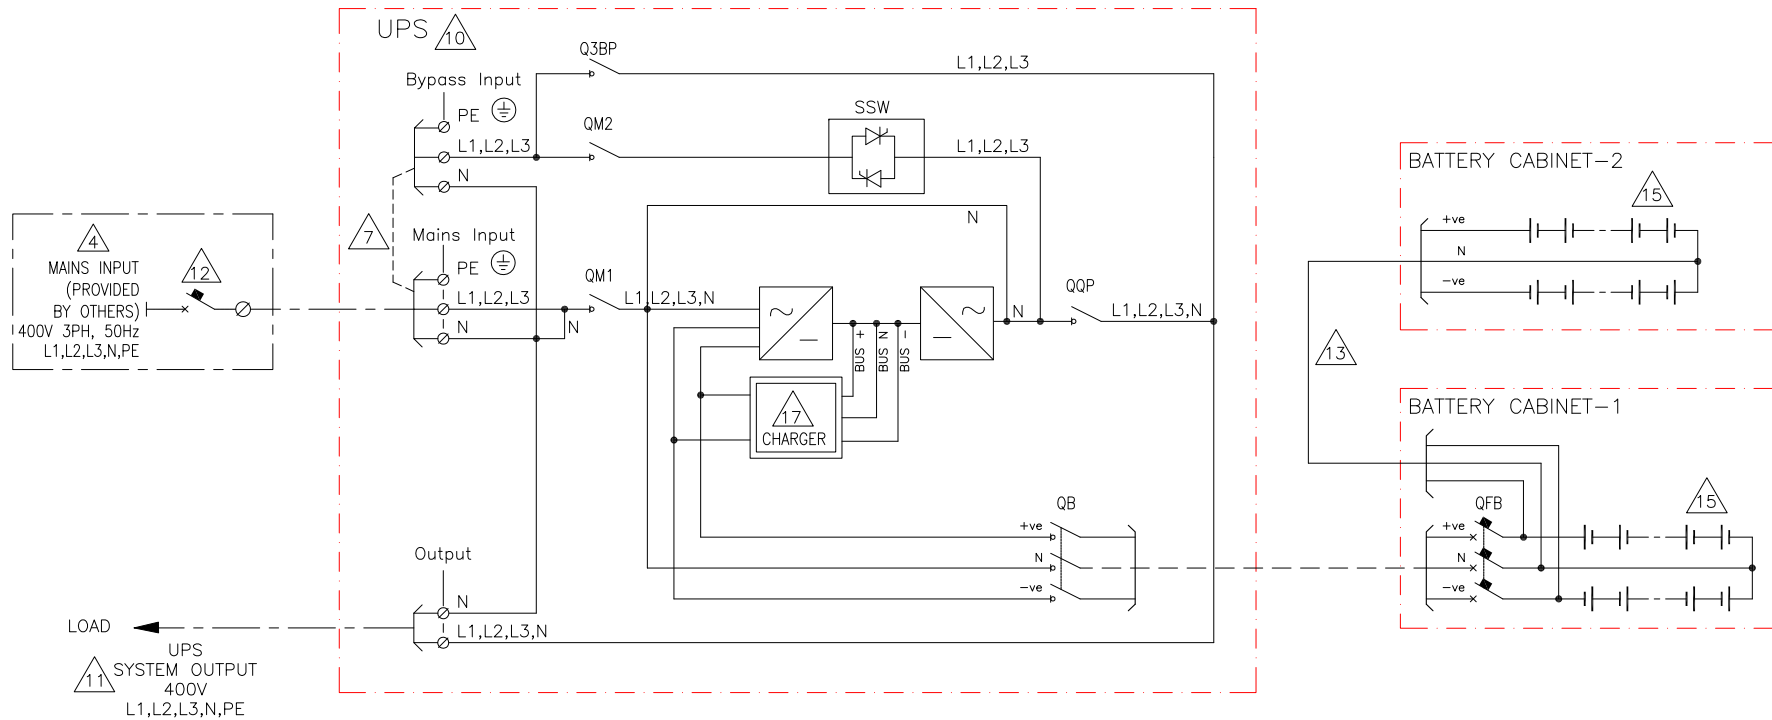 UPS
10
Q3BP
L1,L2,L3
Bypass Input
PE
L1,L2,L3
N
QM2
SSW
L1,L2,L3
N
7
Mains Input
PE
L1,L2,L3
N
N
QM1
L1,L2,L3,N
N
QQP
L1,L2,L3,N
4
MAINS INPUT
(PROVIDED
BY OTHERS)
400V 3PH, 50Hz
L1,L2,L3,N,PE
12
BUS +
BUS N
BUS -
17
CHARGER
QB
+ve
N
-ve
Output
N
L1,L2,L3,N
LOAD
UPS
SYSTEM OUTPUT
400V
L1,L2,L3,N,PE
11
BATTERY CABINET-2
15
+ve
N
-ve
13
BATTERY CABINET-1
QFB
15
+ve
N
-ve